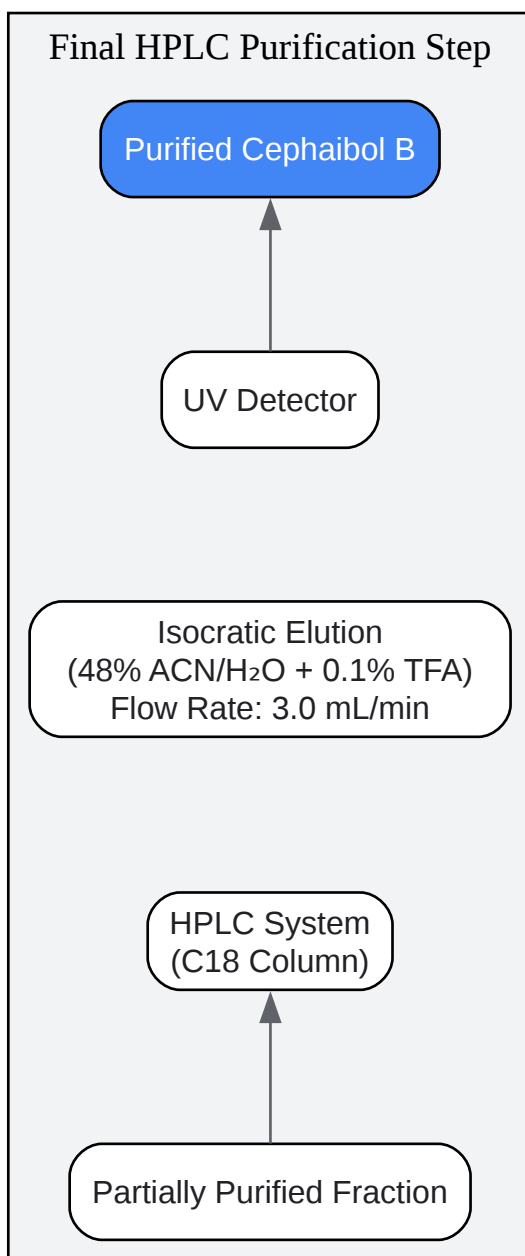 Final HPLC Purification Step
Purified Cephaibol B
UV Detector
Isocratic Elution
(48% ACN/H₂O + 0.1% TFA)
Flow Rate: 3.0 mL/min
HPLC System
(C18 Column)
Partially Purified Fraction